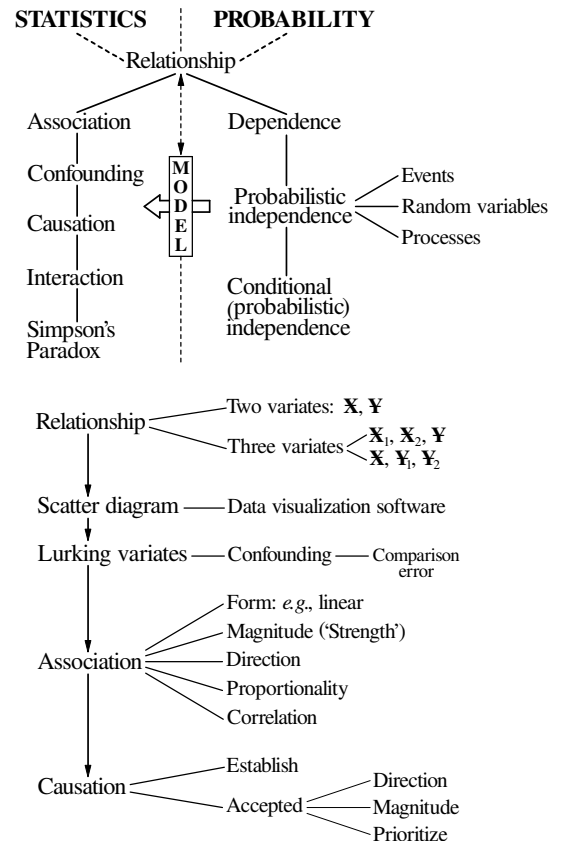 STATISTICS PROBABILITY
Relationship
Association Dependence
Confounding
Causation
Interaction
Simpson's
Paradox
MODEL
Probabilistic
independence
Events
Random variables
Processes
Conditional
(probabilistic)
independence
Relationship
Two variates: X, Y
Three variates
X1, X2, Y
X, Y1, Y2
Scatter diagram
Data visualization software
Lurking variates
Confounding
Comparison
error
Association
Form: e.g., linear
Magnitude ('Strength')
Direction
Proportionality
Correlation
Causation
Establish
Accepted
Direction
Magnitude
Prioritize